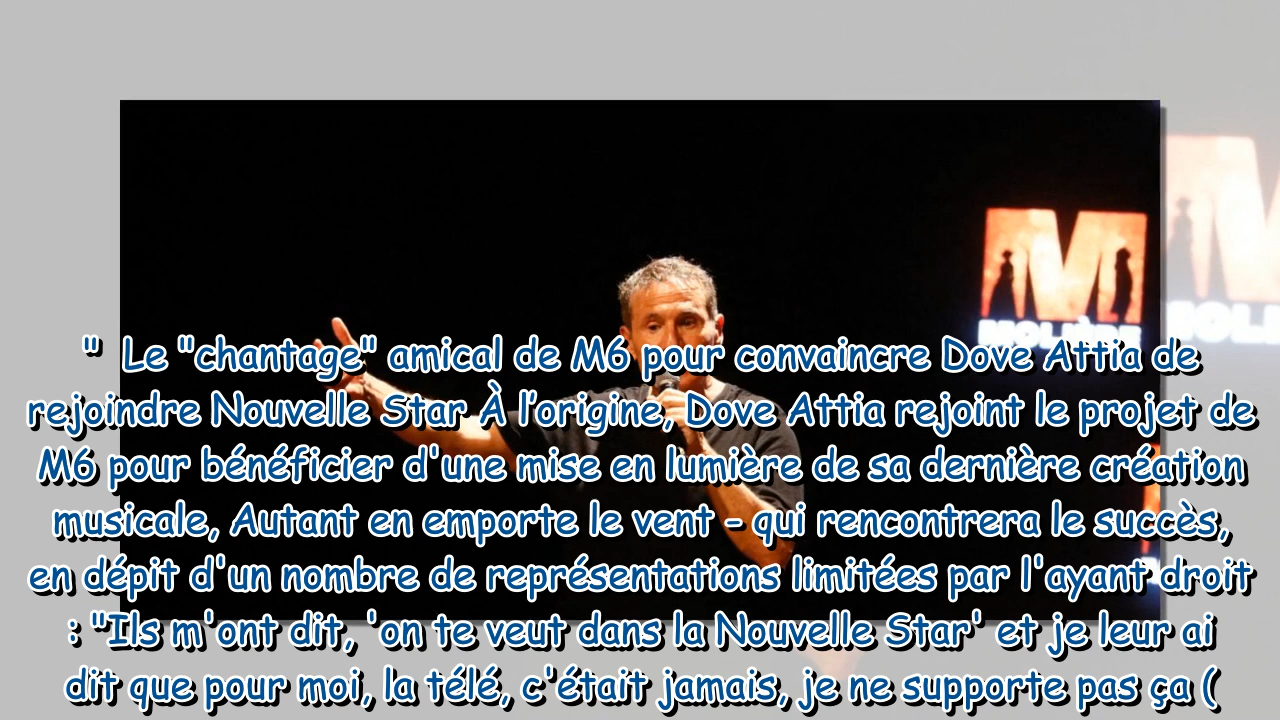 M
MOLIÈRE
" Le "chantage" amical de M6 pour convaincre Dove Attia de
rejoindre Nouvelle Star À l’origine, Dove Attia rejoint le projet de
M6 pour bénéficier d'une mise en lumière de sa dernière création
musicale, Autant en emporte le vent - qui rencontrera le succès,
en dépit d'un nombre de représentations limitées par l'ayant droit
: "Ils m'ont dit, 'on te veut dans la Nouvelle Star' et je leur ai
dit que pour moi, la télé, c'était jamais, je ne supporte pas ça (